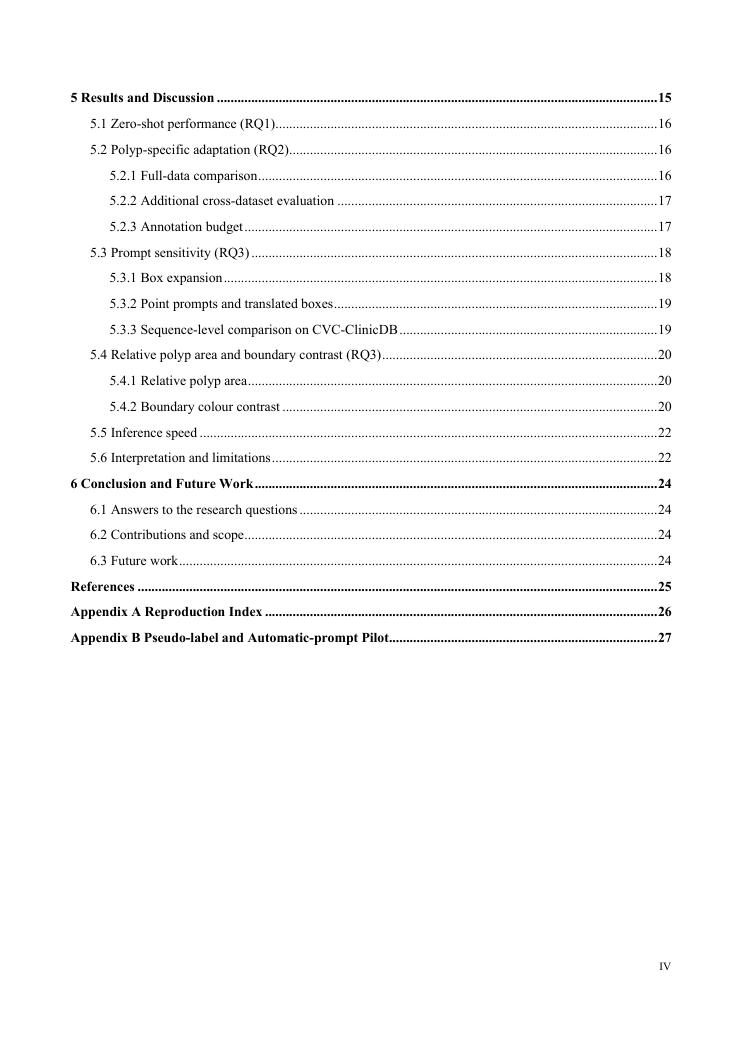 5 Results and Discussion ........................................ 15
5.1 Zero-shot performance (RQ1) ........................................ 16
5.2 Polyp-specific adaptation (RQ2) ........................................ 16
5.2.1 Full-data comparison ........................................ 16
5.2.2 Additional cross-dataset evaluation ........................................ 17
5.2.3 Annotation budget ........................................ 17
5.3 Prompt sensitivity (RQ3) ........................................ 18
5.3.1 Box expansion ........................................ 18
5.3.2 Point prompts and translated boxes ........................................ 19
5.3.3 Sequence-level comparison on CVC-ClinicDB ........................................ 19
5.4 Relative polyp area and boundary contrast (RQ3) ........................................ 20
5.4.1 Relative polyp area ........................................ 20
5.4.2 Boundary colour contrast ........................................ 20
5.5 Inference speed ........................................ 22
5.6 Interpretation and limitations ........................................ 22
6 Conclusion and Future Work ........................................ 24
6.1 Answers to the research questions ........................................ 24
6.2 Contributions and scope ........................................ 24
6.3 Future work ........................................ 24
References ........................................ 25
Appendix A Reproduction Index ........................................ 26
Appendix B Pseudo-label and Automatic-prompt Pilot ........................................ 27
IV